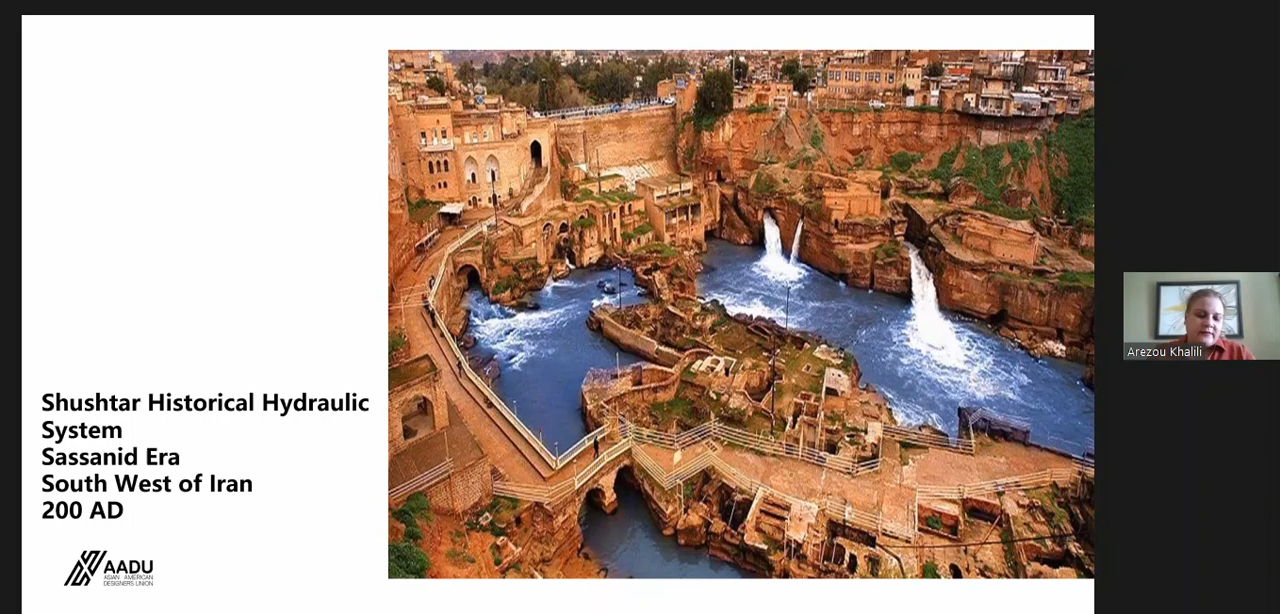 Shushtar Historical Hydraulic
System
Sassanid Era
South West of Iran
200 AD
AADU
ASIAN AMERICAN
DESIGNERS UNION
Arezou Khalili